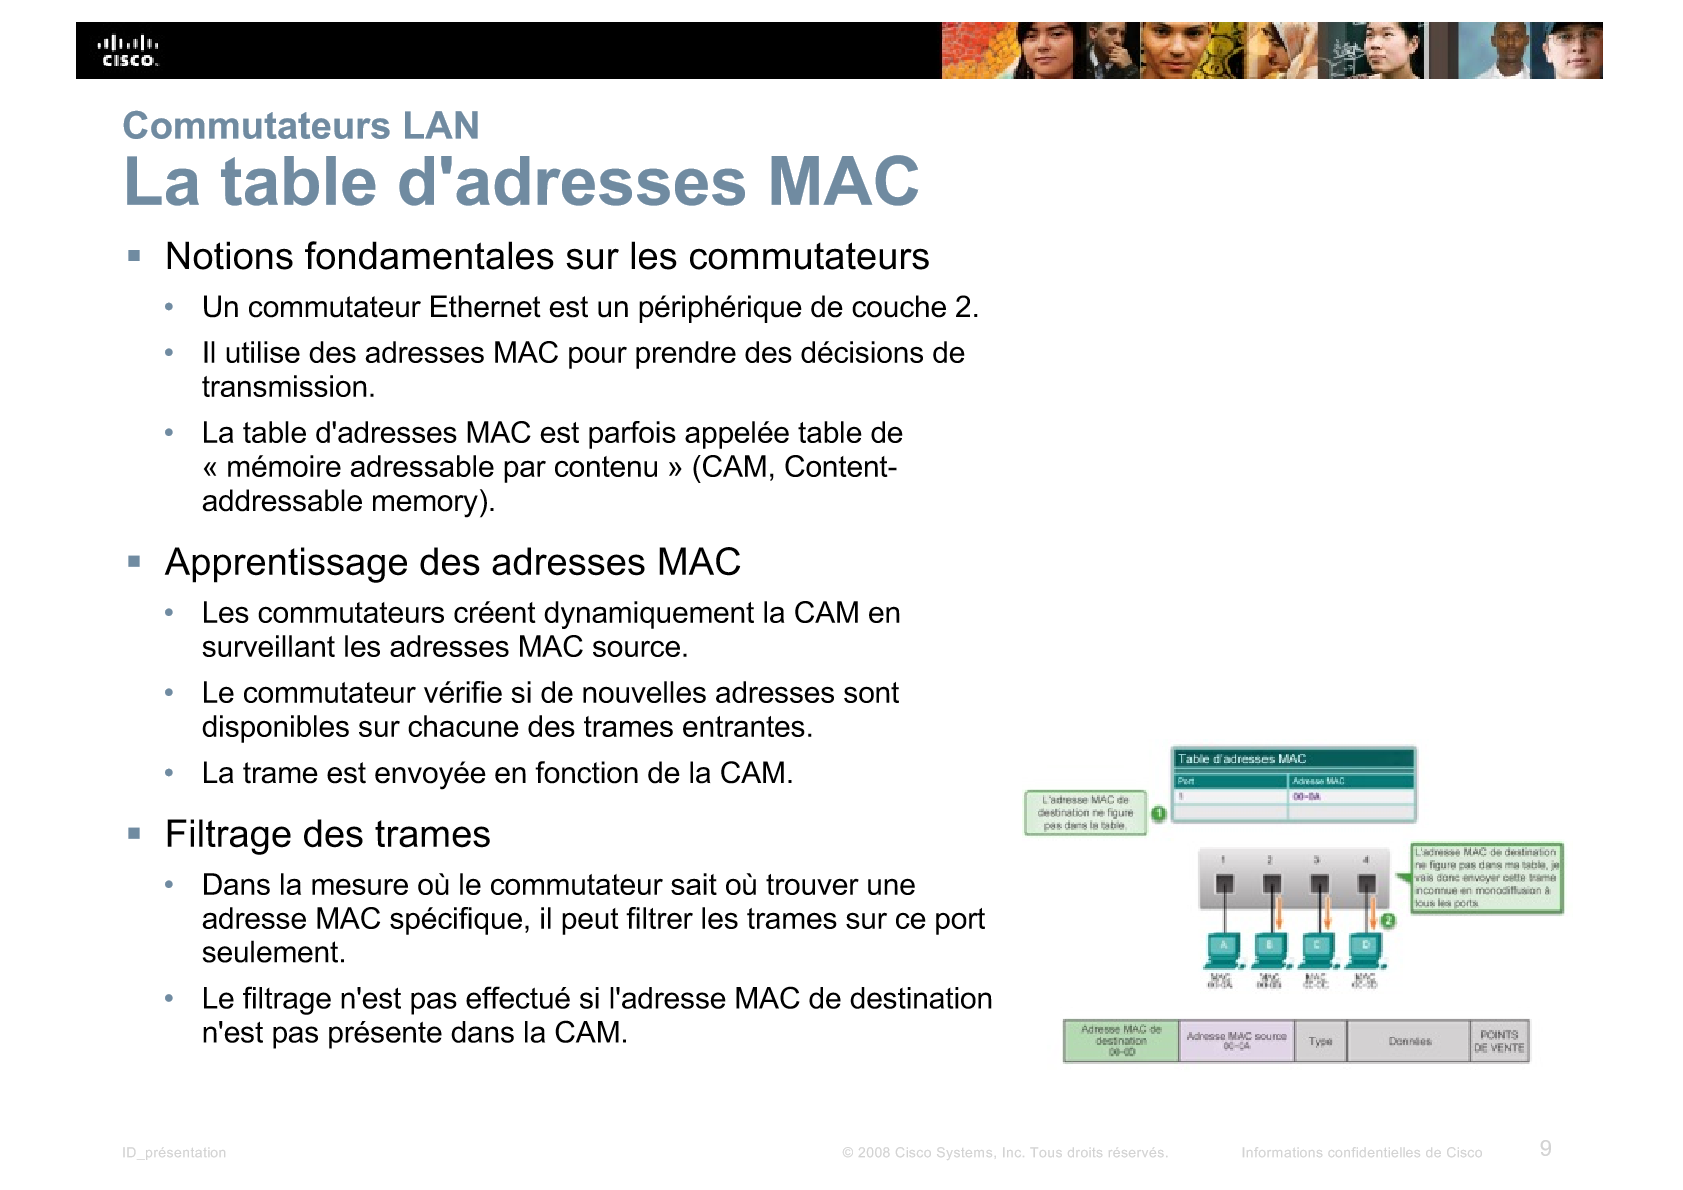 CISCO
Commutateurs LAN
La table d'adresses MAC
Notions fondamentales sur les commutateurs
Un commutateur Ethernet est un périphérique de couche 2.
Il utilise des adresses MAC pour prendre des décisions de
transmission.
La table d'adresses MAC est parfois appelée table de
« mémoire adressable par contenu » (CAM, Content-
addressable memory).
Apprentissage des adresses MAC
Les commutateurs créent dynamiquement la CAM en
surveillant les adresses MAC source.
Le commutateur vérifie si de nouvelles adresses sont
disponibles sur chacune des trames entrantes.
La trame est envoyée en fonction de la CAM.
Filtrage des trames
Dans la mesure où le commutateur sait où trouver une
adresse MAC spécifique, il peut filtrer les trames sur ce port
seulement.
Le filtrage n'est pas effectué si l'adresse MAC de destination
n'est pas présente dans la CAM.
Table d'adresses MAC
Port Adresse MAC
1 00-0A
L'adresse MAC de
destination ne figure
pas dans la table.
1
1 2 3 4
L'adresse MAC de destination
ne figure pas dans ma table, je
vais donc envoyer cette trame
inconnue en monodiffusion à
tous les ports
2
A B C D
MAC MAC MAC MAC
Adresse MAC de
destination
00-0D
Adresse MAC source
00-0A
Type
Données
POINTS
DE VENTE
ID_présentation
© 2008 Cisco Systems, Inc. Tous droits réservés.
Informations confidentielles de Cisco
9